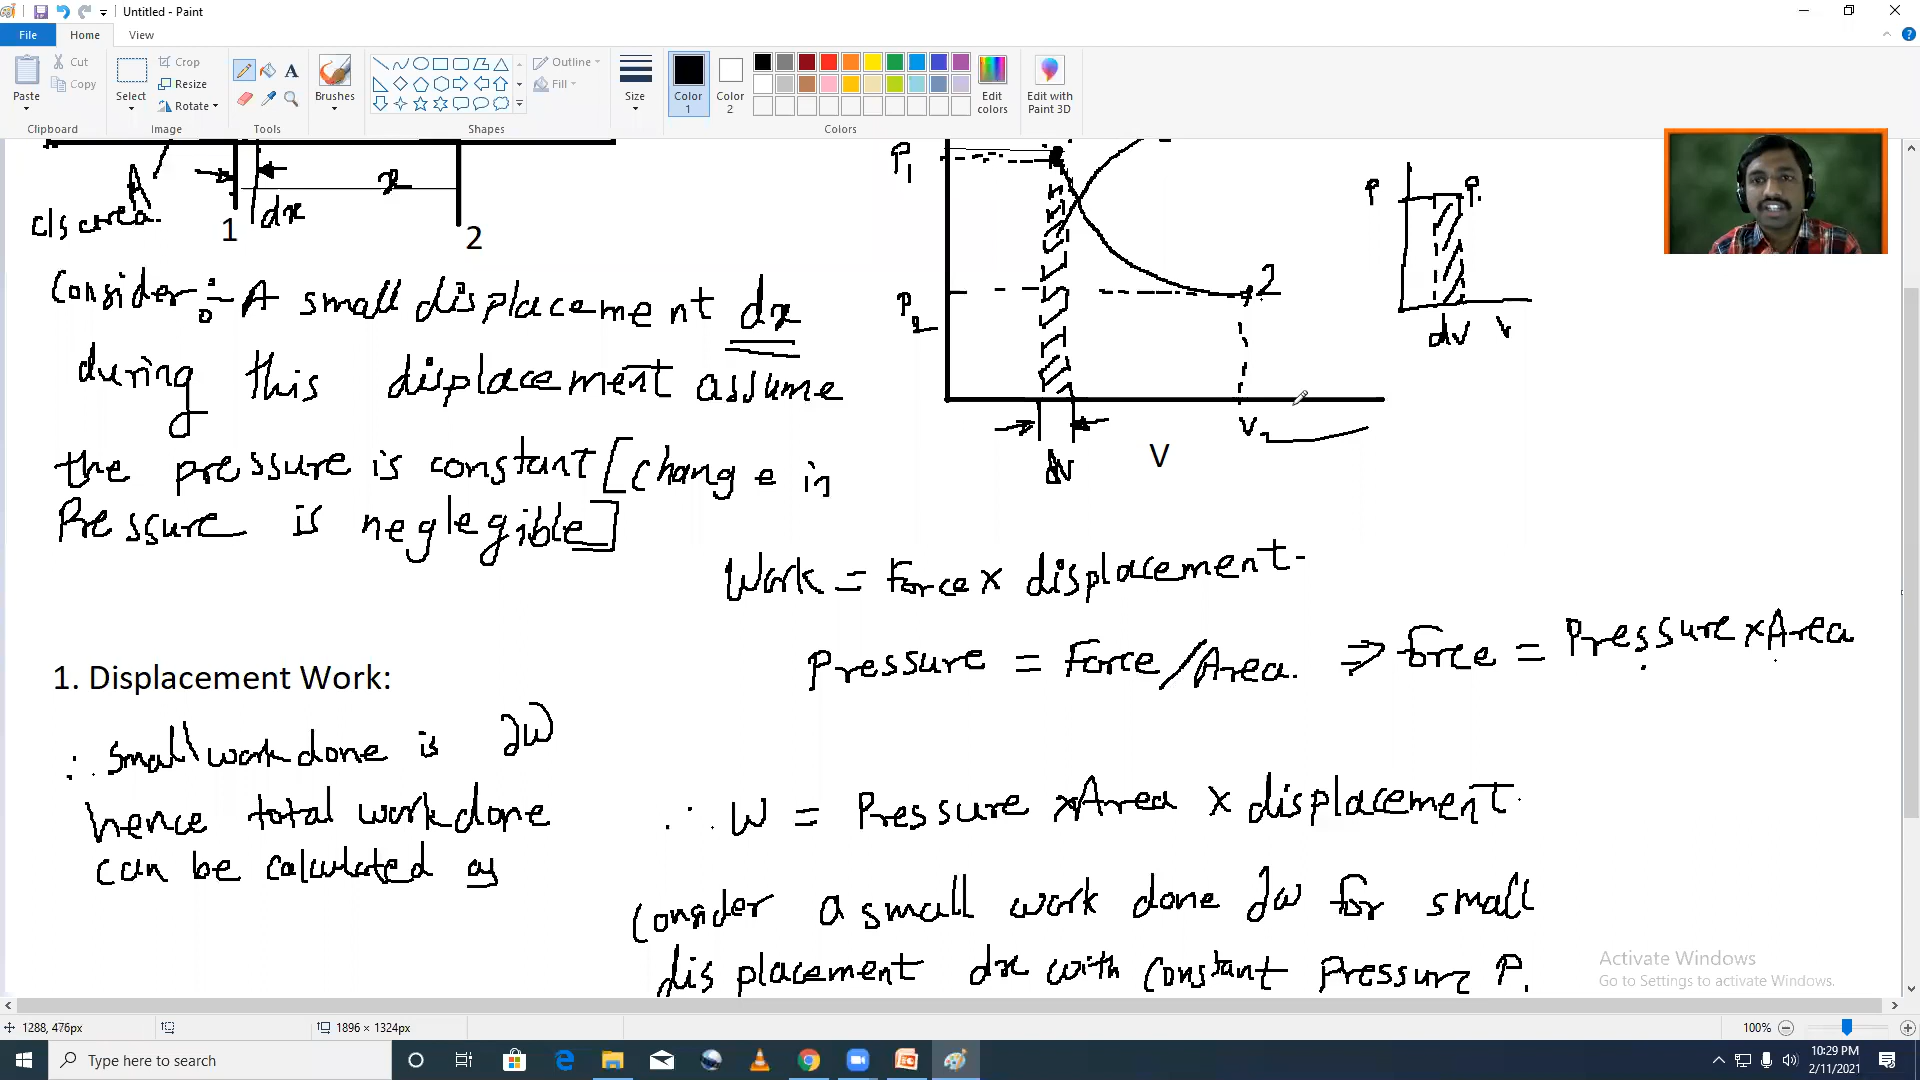 Untitled - Paint
File
Home
View
Paste
Cut
Copy
Clipboard
Select
Crop
Resize
Rotate
Image
Tools
Brushes
Outline
Fill
Shapes
Size
Color
1
Color
2
Edit
colors
Edit with
Paint 3D
Colors
A
c/s area.
1
dx
x
2
P1
P2
2
dv
V
V2
P
P.
dv
V
Consider :- A small displacement dx
during this displacement assume
the pressure is constant [change in
Pressure is neglegible]
Work = Force x displacement
Pressure = Force/Area. ⇒ Force = Pressure x Area
1. Displacement Work:
∴ small work done is ∂W
hence total work done
can be calculated as
∴ W = Pressure x Area x displacement
Consider a small work done ∂w for small
displacement dx with constant Pressure P.
Activate Windows
Go to Settings to activate Windows.
1288, 476px
1896 × 1324px
100%
Type here to search
10:29 PM
2/11/2021